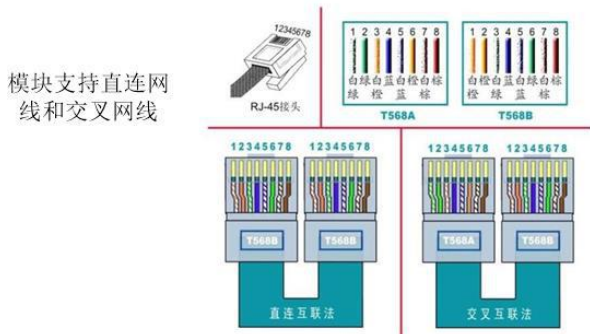 模块支持直连网
线和交叉网线
12345678
RJ-45接头
1 2 3 4 5 6 7 8
白绿 绿 白橙 蓝 白蓝 橙 白棕 棕
T568A
1 2 3 4 5 6 7 8
白橙 橙 白绿 蓝 白蓝 绿 白棕 棕
T568B
12345678 12345678
T568B T568B
直连互联法
12345678 12345678
T568A T568B
交叉互联法